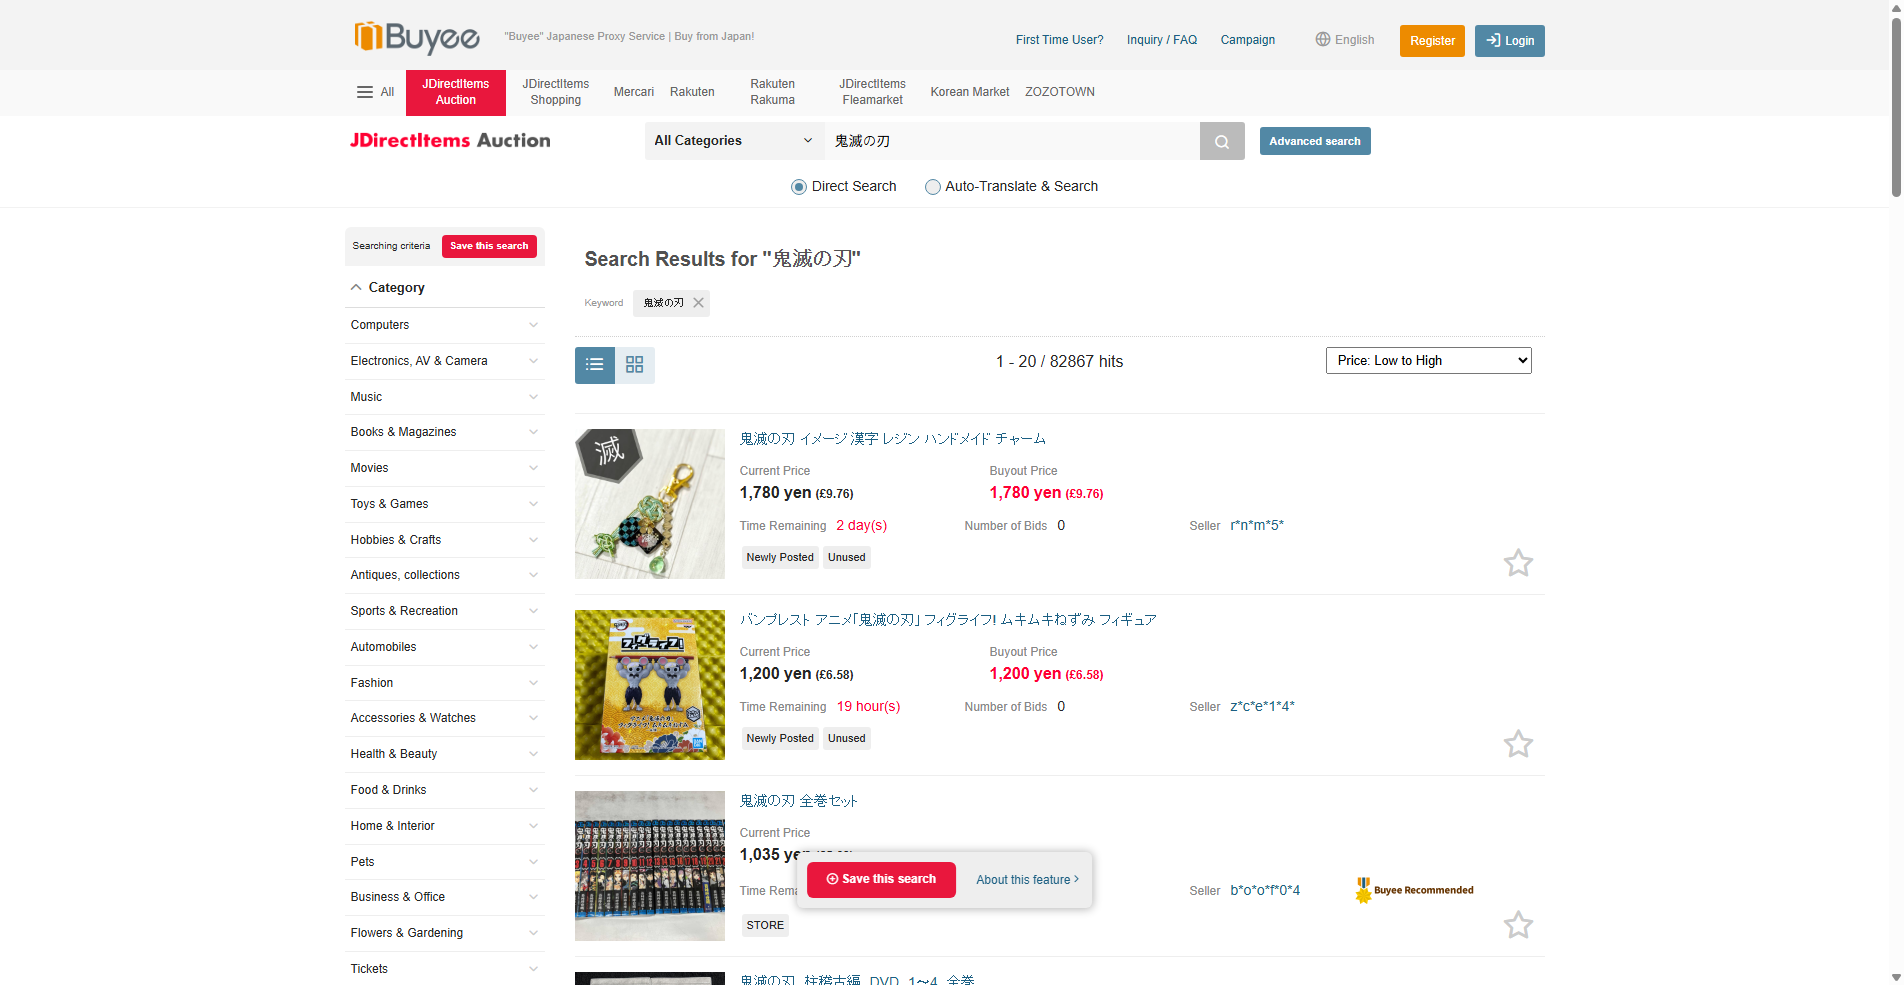 Buyee
"Buyee" Japanese Proxy Service | Buy from Japan!
First Time User?
Inquiry / FAQ
Campaign
English
Register
Login
All
JDirectItems Auction
JDirectItems Shopping
Mercari
Rakuten
Rakuten Rakuma
JDirectItems Fleamarket
Korean Market
ZOZOTOWN
JDirectItems Auction
All Categories
鬼滅の刃
Advanced search
Direct Search
Auto-Translate & Search
Searching criteria
Save this search
Category
Computers
Electronics, AV & Camera
Music
Books & Magazines
Movies
Toys & Games
Hobbies & Crafts
Antiques, collections
Sports & Recreation
Automobiles
Fashion
Accessories & Watches
Health & Beauty
Food & Drinks
Home & Interior
Pets
Business & Office
Flowers & Gardening
Tickets
Search Results for "鬼滅の刃"
Keyword
鬼滅の刃
1 - 20 / 82867 hits
Price: Low to High
滅
鬼滅の刃 イメージ 漢字 レジン ハンドメイド チャーム
Current Price
Buyout Price
1,780 yen (£9.76)
1,780 yen (£9.76)
Time Remaining 2 day(s)
Number of Bids 0
Seller r*n*m*5*
Newly Posted
Unused
フィグライフ!
バンプレスト アニメ「鬼滅の刃」 フィグライフ! ムキムキねずみ フィギュア
Current Price
Buyout Price
1,200 yen (£6.58)
1,200 yen (£6.58)
Time Remaining 19 hour(s)
Number of Bids 0
Seller z*c*e*1*4*
Newly Posted
Unused
鬼滅の刃 全巻セット
Current Price
1,035 yen
Time Rema
Seller b*o*o*f*0*4
Buyee Recommended
STORE
Save this search
About this feature
鬼滅の刃 柱稽古編 DVD 1〜4 全巻